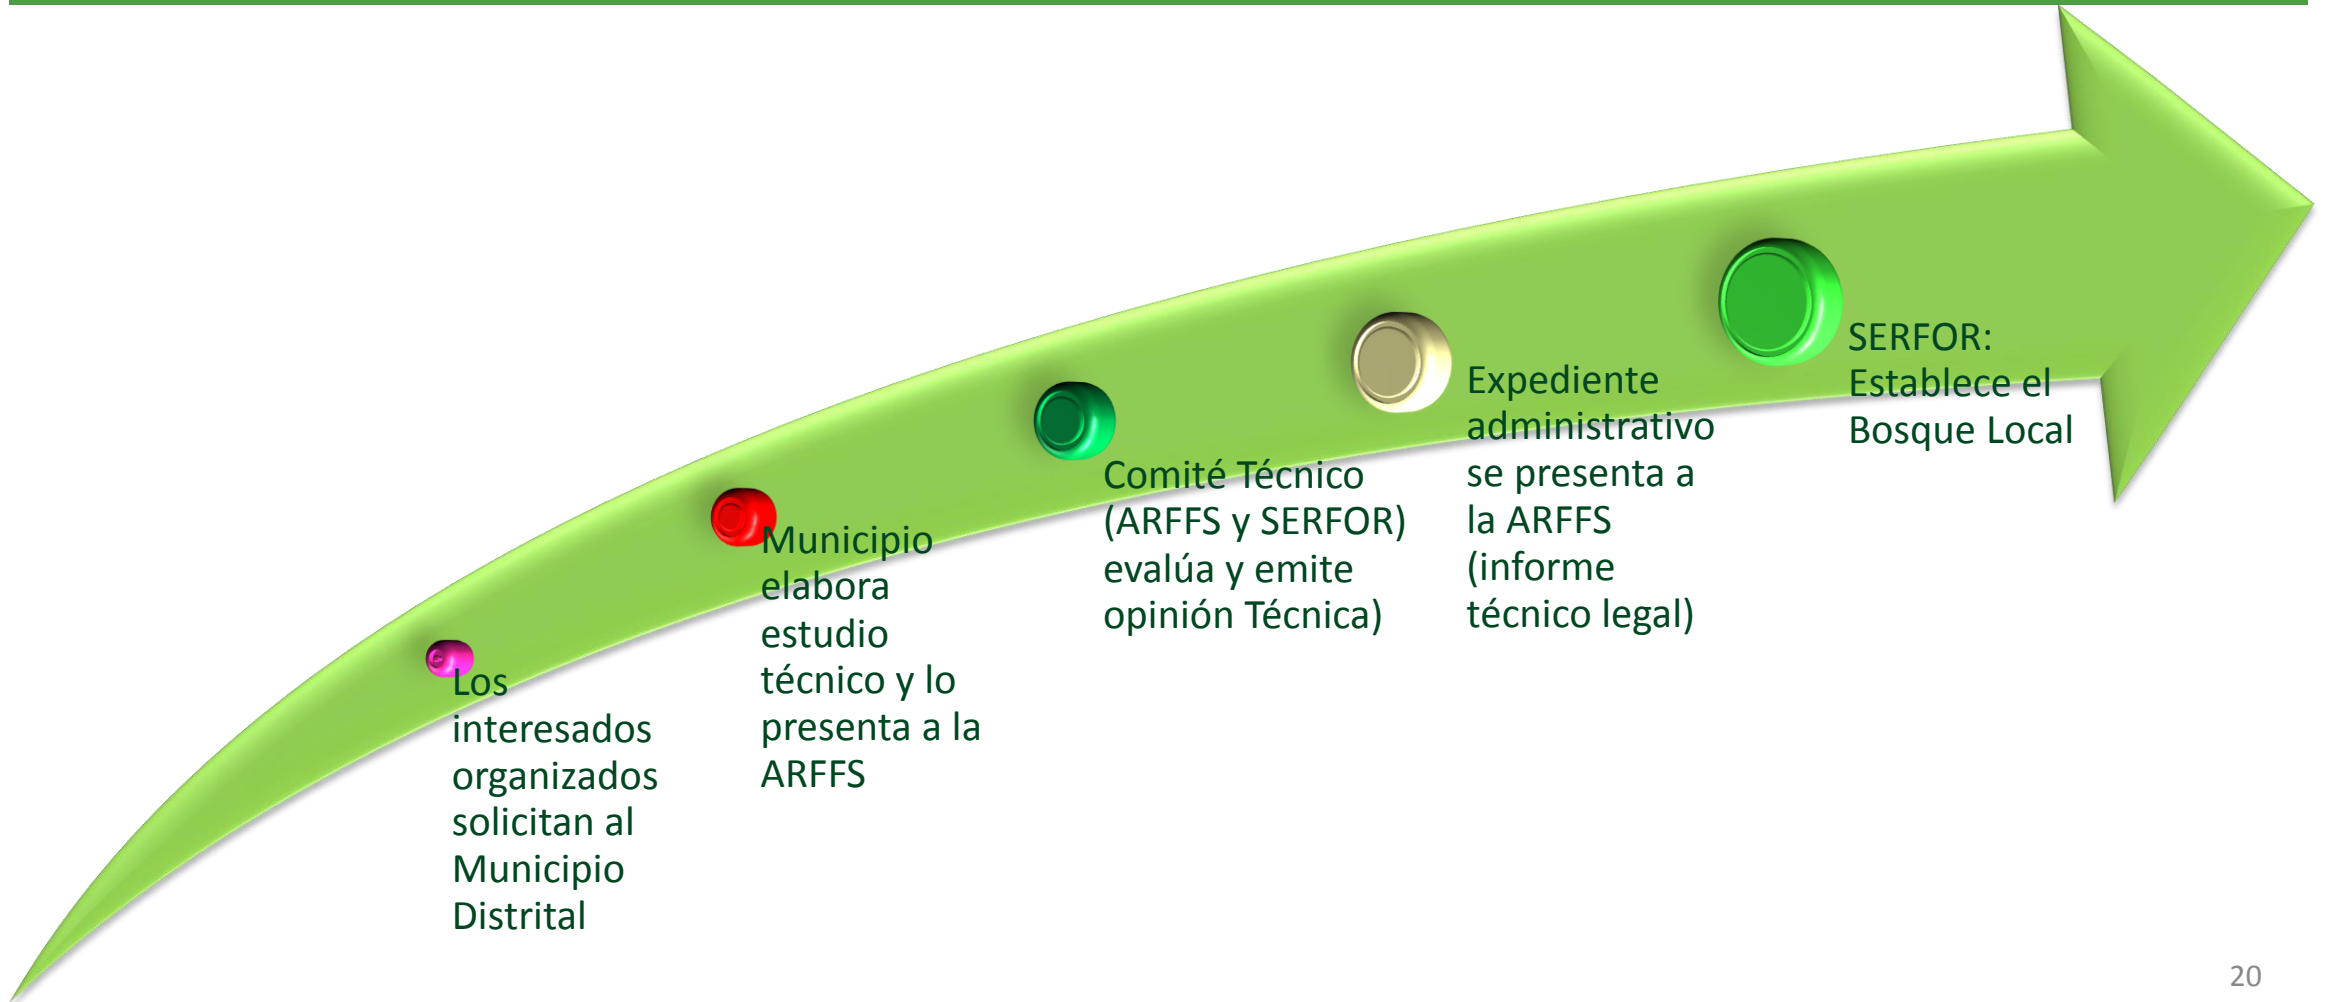 Los
interesados
organizados
solicitan al
Municipio
Distrital
Municipio
elabora
estudio
técnico y lo
presenta a la
ARFFS
Comité Técnico
(ARFFS y SERFOR)
evalúa y emite
opinión Técnica)
Expediente
administrativo
se presenta a
la ARFFS
(informe
técnico legal)
SERFOR:
Establece el
Bosque Local
20